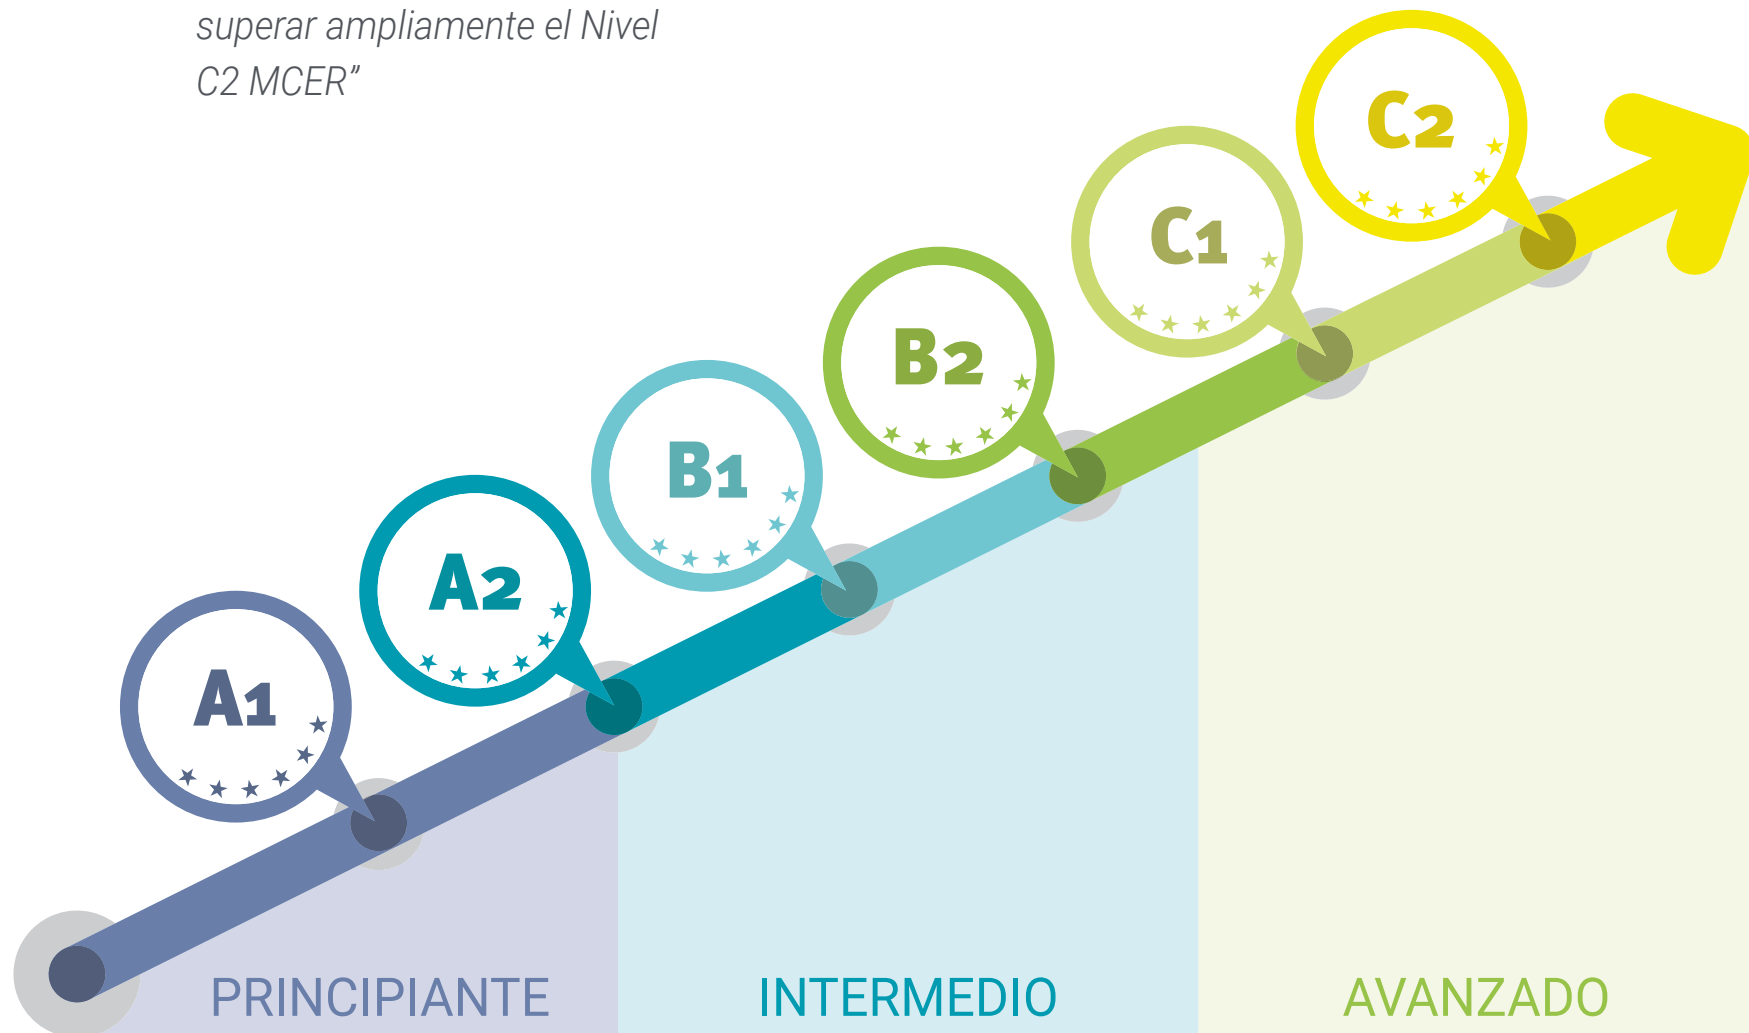 superar ampliamente el Nivel
C2 MCER”
C2
C1
B2
B1
A2
A1
PRINCIPIANTE
INTERMEDIO
AVANZADO